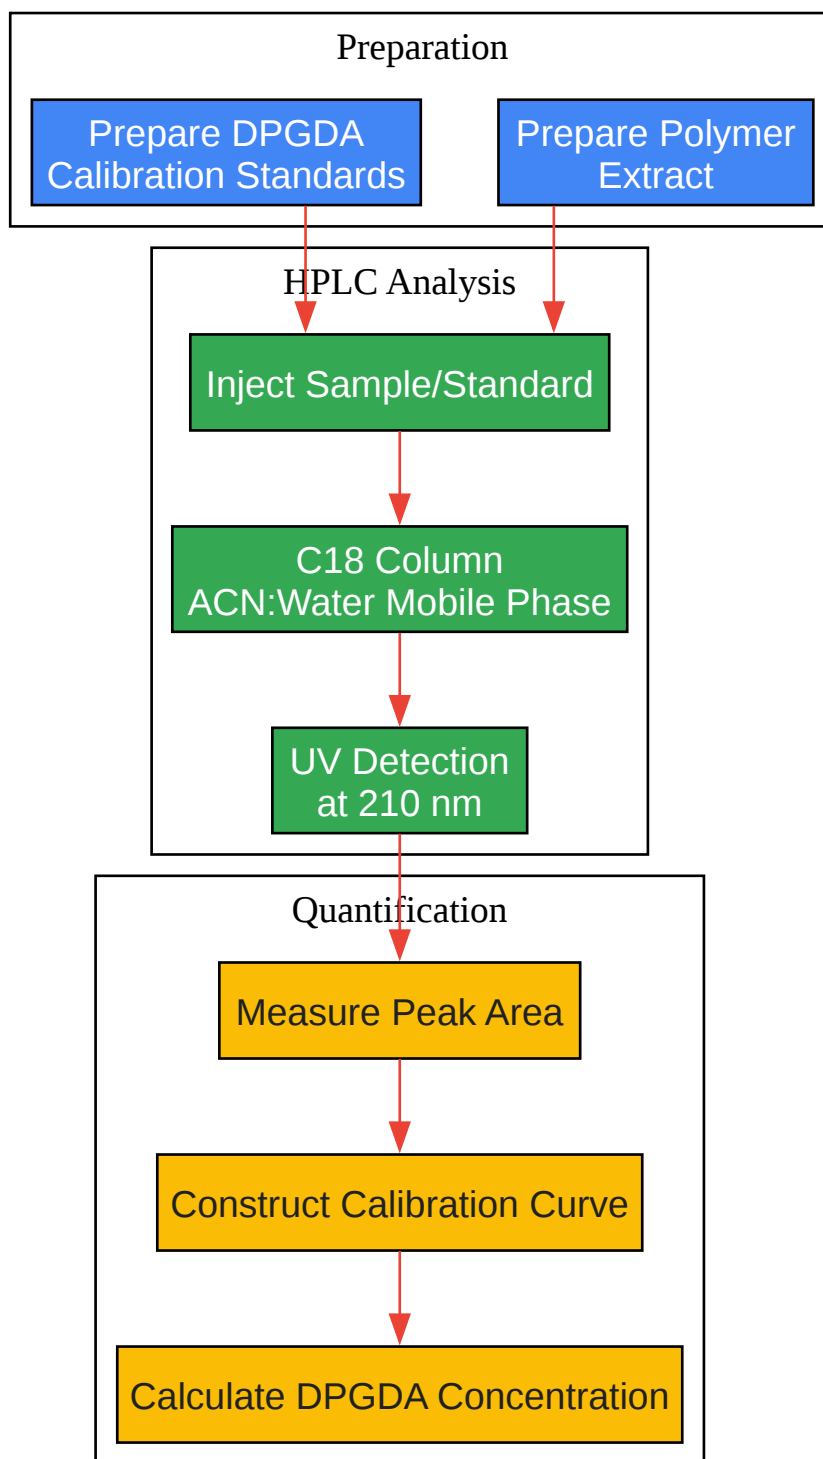 Preparation
Prepare DPGDA
Calibration Standards
Prepare Polymer
Extract
HPLC Analysis
Inject Sample/Standard
C18 Column
ACN:Water Mobile Phase
UV Detection
at 210 nm
Quantification
Measure Peak Area
Construct Calibration Curve
Calculate DPGDA Concentration